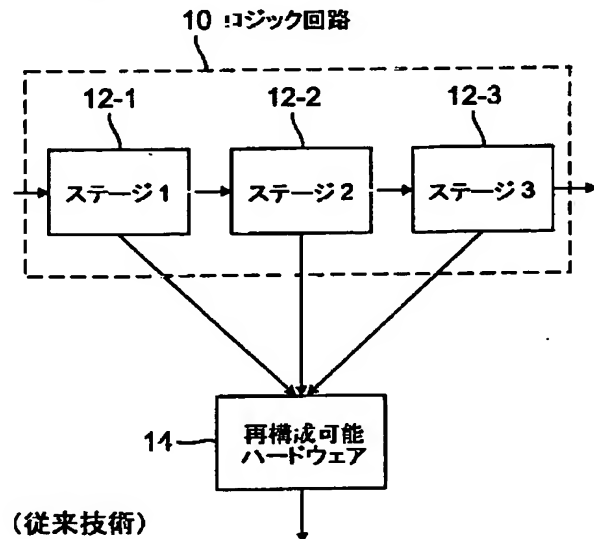 10 ロジック回路
12-1
12-2
12-3
ステージ1
ステージ2
ステージ3
14
再構成可能
ハードウェア
(従来技術)